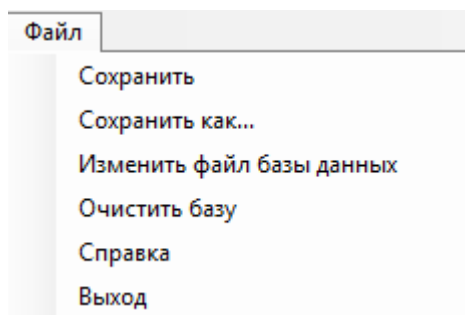 Файл
Сохранить
Сохранить как...
Изменить файл базы данных
Очистить базу
Справка
Выход